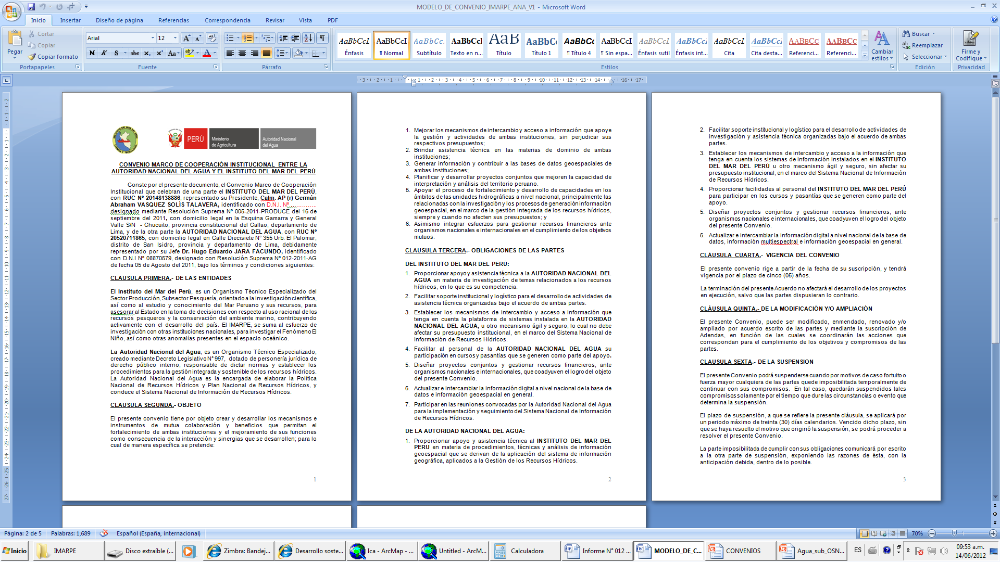 MODELO_DE_CONVENIO_IMARPE_ANA_V1 - Microsoft Word
Inicio Insertar Diseño de página Referencias Correspondencia Revisar Vista PDF
Pegar
Cortar
Copiar
Copiar formato
Portapapeles
Arial 12
N K S abc x₂ x² Aa
Fuente
Párrafo
AaBbCcL AaBbCcI AaBbCc. AaBbCcI AaB AaBbC AaBbCc AaBbCcI AaBbCcL AaBbCcI AaBbCcI AaBbCcI AABBCC AABBCC
Énfasis ¶ Normal Subtítulo Texto en n... Título Título 1 ¶ Título 4 ¶ Sin espa... Énfasis sutil Énfasis int... Cita Cita desta... Referenci... Referenci...
Cambiar estilos
Estilos
Buscar
Reemplazar
Seleccionar
Edición
Firme y Codifique
Privacidad
PERÚ
Ministerio
de Agricultura
Autoridad Nacional
del Agua
CONVENIO MARCO DE COOPERACIÓN INSTITUCIONAL ENTRE LA
AUTORIDAD NACIONAL DEL AGUA Y EL INSTITUTO DEL MAR DEL PERÚ
Conste por el presente documento, el Convenio Marco de Cooperación
Institucional que celebran de una parte el INSTITUTO DEL MAR DEL PERÚ,
con RUC Nº 20148138886, representado su Presidente, Calm. AP (r) Germán
Abraham VASQUEZ SOLÍS TALAVERA, identificado con D.N.I. Nº..............
designado mediante Resolución Suprema Nº 005-2011-PRODUCE del 16 de
septiembre del 2011, con domicilio legal en la Esquina Gamarra y General
Valle S/N - Chucuito, provincia constitucional del Callao, departamento de
Lima, y de la otra parte la AUTORIDAD NACIONAL DEL AGUA, con RUC Nº
20520711865, con domicilio legal en Calle Diecisiete N° 355 Urb. El Palomar,
distrito de San Isidro, provincia y departamento de Lima, debidamente
representado por su Jefe Dr. Hugo Eduardo JARA FACUNDO, identificado
con D.N.I Nº 08870579, designado con Resolución Suprema Nº 012-2011-AG
de fecha 05 de Agosto del 2011, bajo los términos y condiciones siguientes:
CLAUSULA PRIMERA.- DE LAS ENTIDADES
El Instituto del Mar del Perú, es un Organismo Técnico Especializado del
Sector Producción, Subsector Pesquería, orientado a la investigación científica,
así como al estudio y conocimiento del Mar Peruano y sus recursos, para
asesorar al Estado en la toma de decisiones con respecto al uso racional de los
recursos pesqueros y la conservación del ambiente marino, contribuyendo
activamente con el desarrollo del país. El IMARPE, se suma al esfuerzo de
investigación con otras instituciones nacionales, para investigar el Fenómeno El
Niño, así como otras anomalías presentes en el espacio oceánico.
La Autoridad Nacional del Agua, es un Organismo Técnico Especializado,
creado mediante Decreto Legislativo N° 997, dotado de personería jurídica de
derecho público interno, responsable de dictar normas y establecer los
procedimientos para la gestión integrada y sostenible de los recursos hídricos.
La Autoridad Nacional del Agua es la encargada de elaborar la Política
Nacional de Recursos Hídricos y Plan Nacional de Recursos Hídricos, y
conduce el Sistema Nacional de Información de Recursos Hídricos.
CLAUSULA SEGUNDA.- OBJETO
El presente convenio tiene por objeto crear y desarrollar los mecanismos e
instrumentos de mutua colaboración y beneficios que permitan el
fortalecimiento de ambas instituciones y el mejoramiento de sus funciones
como consecuencia de la interacción y sinergias que se desarrollen; para lo
cual de manera específica se pretende:
1
1. Mejorar los mecanismos de intercambio y acceso a información que apoye
la gestión y actividades de ambas instituciones, sin perjudicar sus
respectivos presupuestos;
2. Brindar asistencia técnica en las materias de dominio de ambas
instituciones;
3. Generar información y contribuir a las bases de datos geoespaciales de
ambas instituciones;
4. Planificar y desarrollar proyectos conjuntos que mejoren la capacidad de
interpretación y análisis del territorio peruano.
5. Apoyar el proceso de fortalecimiento y desarrollo de capacidades en los
ámbitos de las unidades hidrográficas a nivel nacional, principalmente las
relacionadas con la investigación y los procesos de generación información
geoespacial, en el marco de la gestión integrada de los recursos hídricos,
siempre y cuando no afecten sus presupuestos; y
6. Asimismo integrar esfuerzos para gestionar recursos financieros ante
organismos nacionales e internacionales en el cumplimiento de los objetivos
mutuos.
CLAUSULA TERCERA.- OBLIGACIONES DE LAS PARTES
DEL INSTITUTO DEL MAR DEL PERÚ:
1. Proporcionar apoyo y asistencia técnica a la AUTORIDAD NACIONAL DEL
AGUA en materia de investigación de temas relacionados a los recursos
hídricos, en lo que es su competencia.
2. Facilitar soporte institucional y logístico para el desarrollo de actividades de
asistencia técnica organizadas bajo el acuerdo de ambas partes.
3. Establecer los mecanismos de intercambio y acceso a información que
tenga en cuenta la plataforma de sistemas instalada en la AUTORIDAD
NACIONAL DEL AGUA, u otro mecanismo ágil y seguro, lo cual no debe
afectar su presupuesto institucional, en el marco del Sistema Nacional de
Información de Recursos Hídricos.
4. Facilitar al personal de la AUTORIDAD NACIONAL DEL AGUA su
participación en cursos y pasantías que se generen como parte del apoyo.
5. Diseñar proyectos conjuntos y gestionar recursos financieros, ante
organismos nacionales e internacionales, que coadyuven el logro del objeto
del presente Convenio.
6. Actualizar e intercambiar la información digital a nivel nacional de la base de
datos e información geoespacial en general.
7. Participar en las reuniones convocadas por la Autoridad Nacional del Agua
para la implementación y seguimiento del Sistema Nacional de Información
de Recursos Hídricos.
DE LA AUTORIDAD NACIONAL DEL AGUA:
1. Proporcionar apoyo y asistencia técnica al INSTITUTO DEL MAR DEL
PERU en materia de procedimientos, técnicas y análisis de información
geoespacial que se derivan de la aplicación del sistema de información
geográfica, aplicados a la Gestión de los Recursos Hídricos.
2
2. Facilitar soporte institucional y logístico para el desarrollo de actividades de
investigación y asistencia técnica organizadas bajo el acuerdo de ambas
partes.
3. Establecer los mecanismos de intercambio y acceso a la información que
tenga en cuenta los sistemas de información instalados en el INSTITUTO
DEL MAR DEL PERÚ u otro mecanismo ágil y seguro, sin afectar su
presupuesto institucional, en el marco del Sistema Nacional de Información
de Recursos Hídricos.
4. Proporcionar facilidades al personal del INSTITUTO DEL MAR DEL PERÚ
para participar en los cursos y pasantías que se generen como parte del
apoyo.
5. Diseñar proyectos conjuntos y gestionar recursos financieros, ante
organismos nacionales e internacionales, que coadyuven el logro del objeto
del presente Convenio.
6. Actualizar e intercambiar la información digital a nivel nacional de la base de
datos, información multiespectral e información geoespacial en general.
CLÁUSULA CUARTA.- VIGENCIA DEL CONVENIO
El presente convenio rige a partir de la fecha de su suscripción, y tendrá
vigencia por el plazo de cinco (05) años.
La terminación del presente Acuerdo no afectará el desarrollo de los proyectos
en ejecución, salvo que las partes dispusieran lo contrario.
CLÁUSULA QUINTA.- DE LA MODIFICACIÓN Y/O AMPLIACIÓN
El presente Convenio, puede ser modificado, enmendado, renovado y/o
ampliado por acuerdo escrito de las partes y mediante la suscripción de
Adendas, en función de las cuales se coordinarán las acciones que
correspondan para el cumplimiento de los objetivos y compromisos de las
partes.
CLAUSULA SEXTA.- DE LA SUSPENSION
El presente Convenio podrá suspenderse cuando por motivos de caso fortuito o
fuerza mayor cualquiera de las partes quede imposibilitada temporalmente de
continuar con sus compromisos. En tal caso, quedarán suspendidos tales
compromisos solamente por el tiempo que dure las circunstancias o evento que
determina la suspensión.
El plazo de suspensión, a que se refiere la presente cláusula, se aplicará por
un periodo máximo de treinta (30) días calendarios. Vencido dicho plazo, sin
que se haya resuelto el motivo que originó la suspensión, se podrá proceder a
resolver el presente Convenio.
La parte imposibilitada de cumplir con sus obligaciones comunicará por escrito
a la otra parte de suspensión, exponiendo las razones de ésta, con la
anticipación debida, dentro de lo posible.
3
Página: 2 de 5 Palabras: 1,689 Español (España, internacional) 70%
Inicio IMARPE Disco extraíble (... Zimbra: Bandej... Desarrollo soste... Ica - ArcMap - ... Untitled - ArcM... Calculadora Informe N° 012 ... MODELO_DE_C... CONVENIOS Agua_sub_OSN... ES 09:53 a.m.
14/06/2012